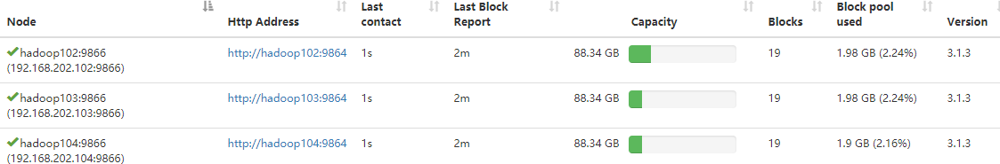 Node Http Address Last contact Last Block Report Capacity Blocks Block pool used Version
hadoop102:9866 (192.168.202.102:9866) http://hadoop102:9864 1s 2m 88.34 GB 19 1.98 GB (2.24%) 3.1.3
hadoop103:9866 (192.168.202.103:9866) http://hadoop103:9864 1s 2m 88.34 GB 19 1.98 GB (2.24%) 3.1.3
hadoop104:9866 (192.168.202.104:9866) http://hadoop104:9864 1s 2m 88.34 GB 19 1.9 GB (2.16%) 3.1.3